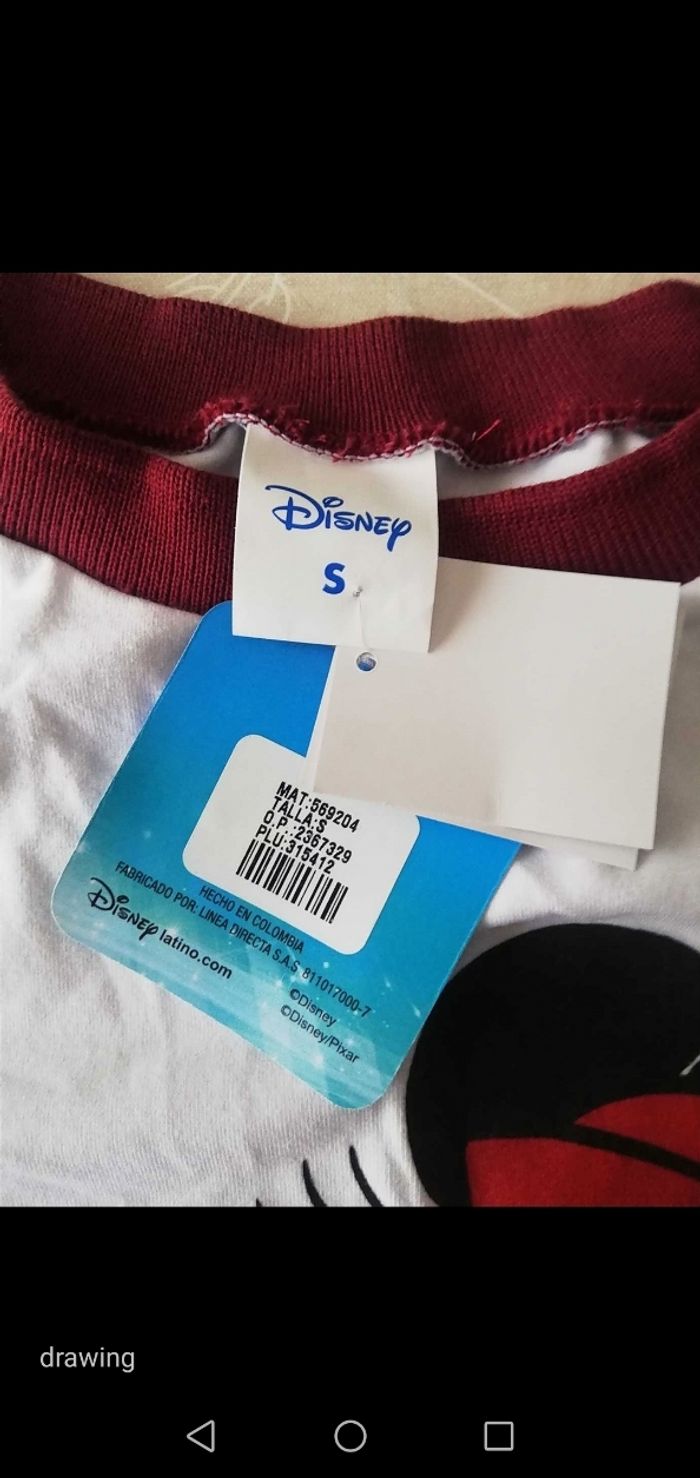 Disney
S
MAT:569204
TALLA:S
O.P.:2367329
PLU:315412
HECHO EN COLOMBIA
FABRICADO POR: LINEA DIRECTA S.A.S 811017000-7
Disney latino.com
©Disney
©Disney/Pixar
drawing